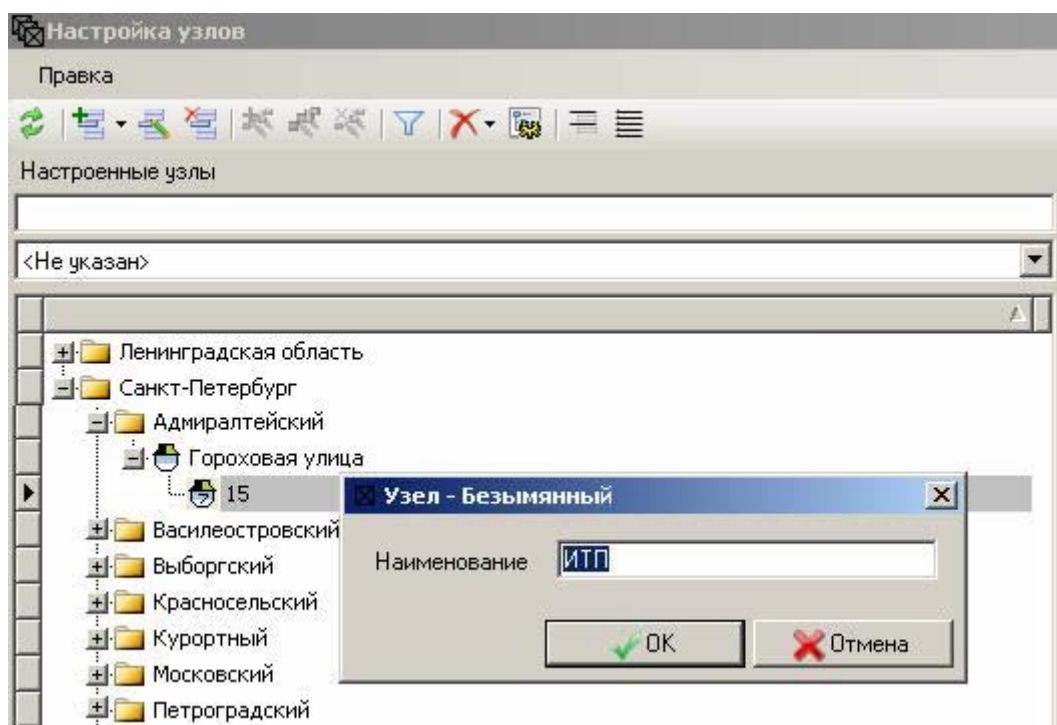 Настройка узлов
Правка
Настроенные узлы
<Не указан>
Ленинградская область
Санкт-Петербург
Адмиралтейский
Гороховая улица
15
Узел - Безымянный
Василеостровский
Наименование ИТП
Выборгский
Красносельский
Курортный
OK Отмена
Московский
Петроградский